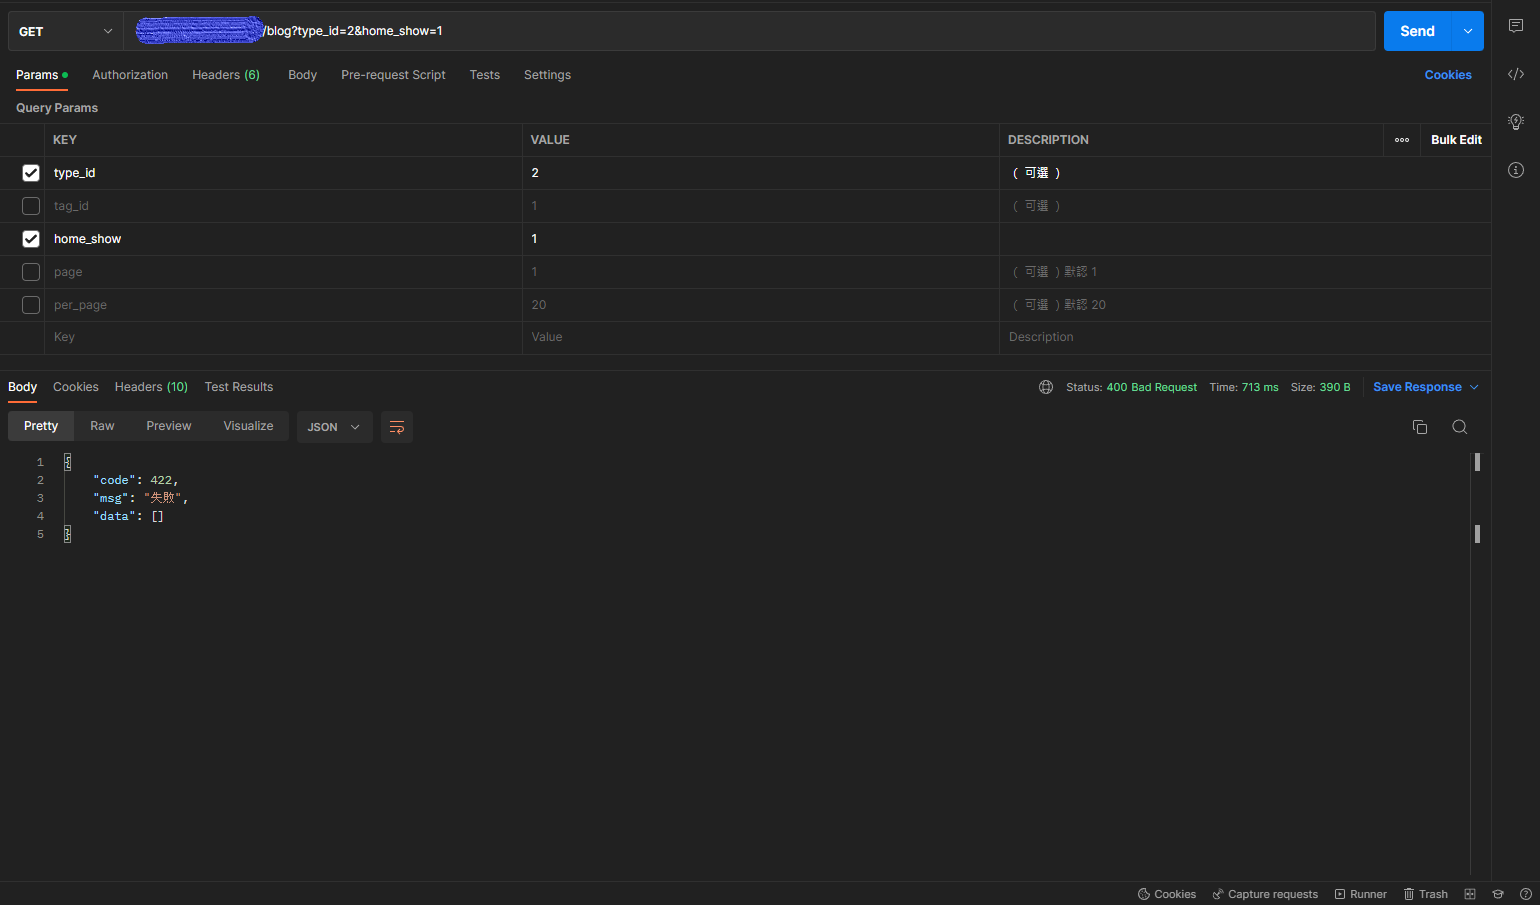 GET /blog?type_id=2&home_show=1 Send
Params Authorization Headers (6) Body Pre-request Script Tests Settings Cookies
Query Params
KEY VALUE DESCRIPTION Bulk Edit
type_id 2 ( 可選 )
tag_id 1 ( 可選 )
home_show 1
page 1 ( 可選 ) 默認 1
per_page 20 ( 可選 ) 默認 20
Key Value Description
Body Cookies Headers (10) Test Results Status: 400 Bad Request Time: 713 ms Size: 390 B Save Response
Pretty Raw Preview Visualize JSON
1 {
2 "code": 422,
3 "msg": "失敗",
4 "data": []
5 }
Cookies Capture requests Runner Trash